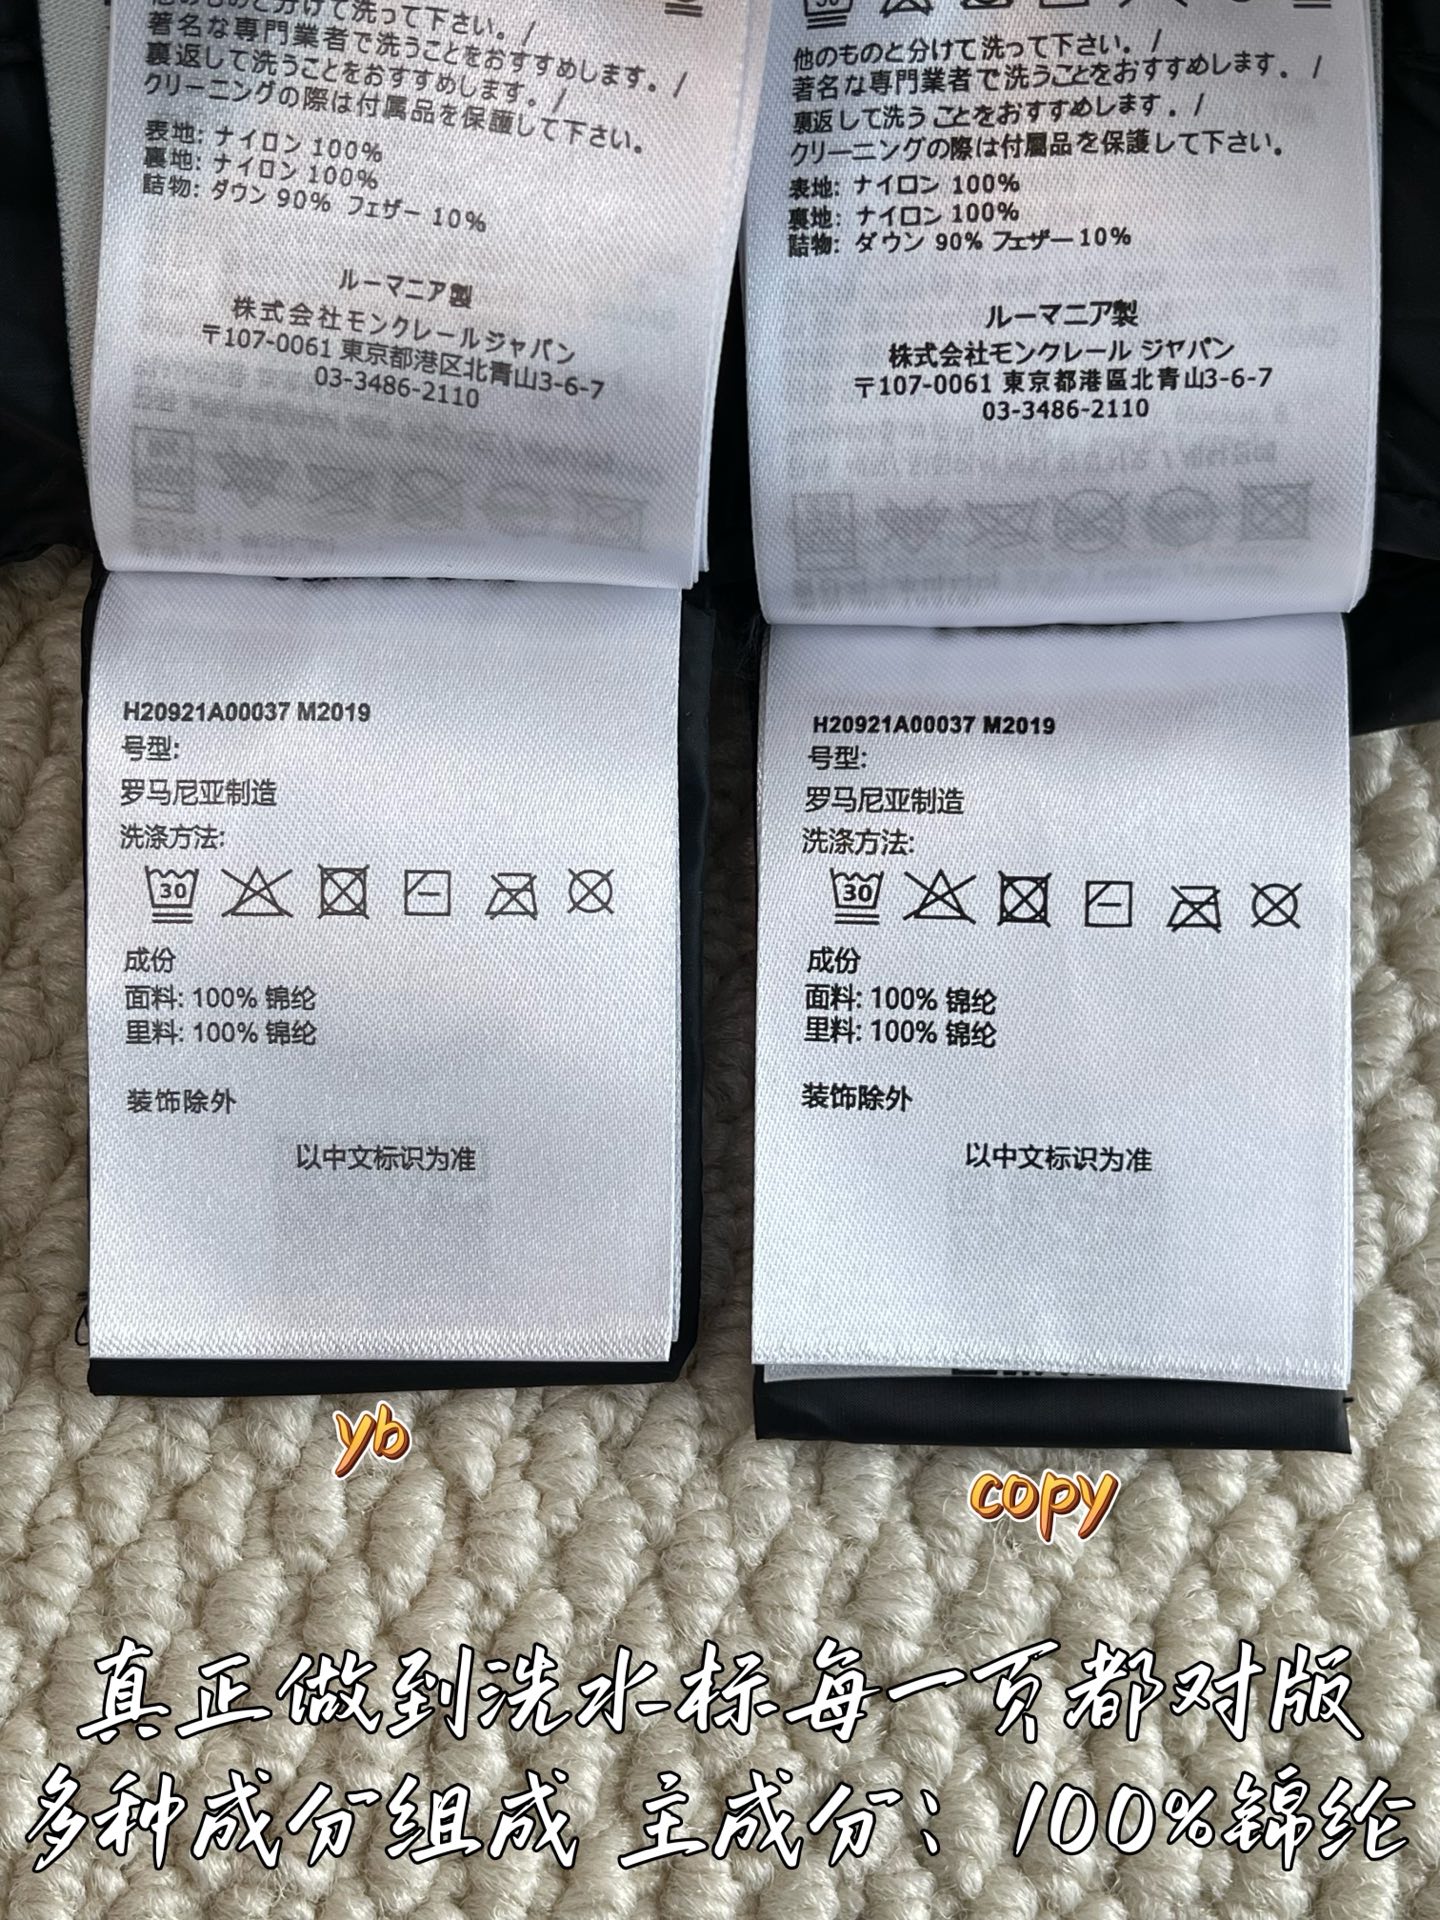 他のものと分けて洗って下さい。/
著名な専門業者で洗うことをおすすめします。/
裏返して洗うことをおすすめします。/
クリーニングの際は付属品を保護して下さい。
表地: ナイロン 100%
裏地: ナイロン 100%
詰物: ダウン 90% フェザー 10%
ルーマニア製
株式会社モンクレールジャパン
〒107-0061 東京都港区北青山3-6-7
03-3486-2110
H20921A00037 M2019
号型:
罗马尼亚制造
洗涤方法:
30
成份
面料: 100% 锦纶
里料: 100% 锦纶
装饰除外
以中文标识为准
yb
他のものと分けて洗って下さい。/
著名な専門業者で洗うことをおすすめします。/
裏返して洗うことをおすすめします。/
クリーニングの際は付属品を保護して下さい。
表地: ナイロン 100%
裏地: ナイロン 100%
詰物: ダウン 90% フェザー 10%
ルーマニア製
株式会社モンクレール ジャパン
〒107-0061 東京都港區北青山3-6-7
03-3486-2110
H20921A00037 M2019
号型:
罗马尼亚制造
洗涤方法:
30
成份
面料: 100% 锦纶
里料: 100% 锦纶
装饰除外
以中文标识为准
copy
真正做到洗水标每一页都对版
多种成分组成 主成分：100%锦纶